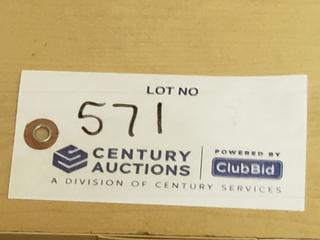 LOT NO
571
CENTURY
AUCTIONS
POWERED BY
ClubBid
A DIVISION OF CENTURY SERVICES